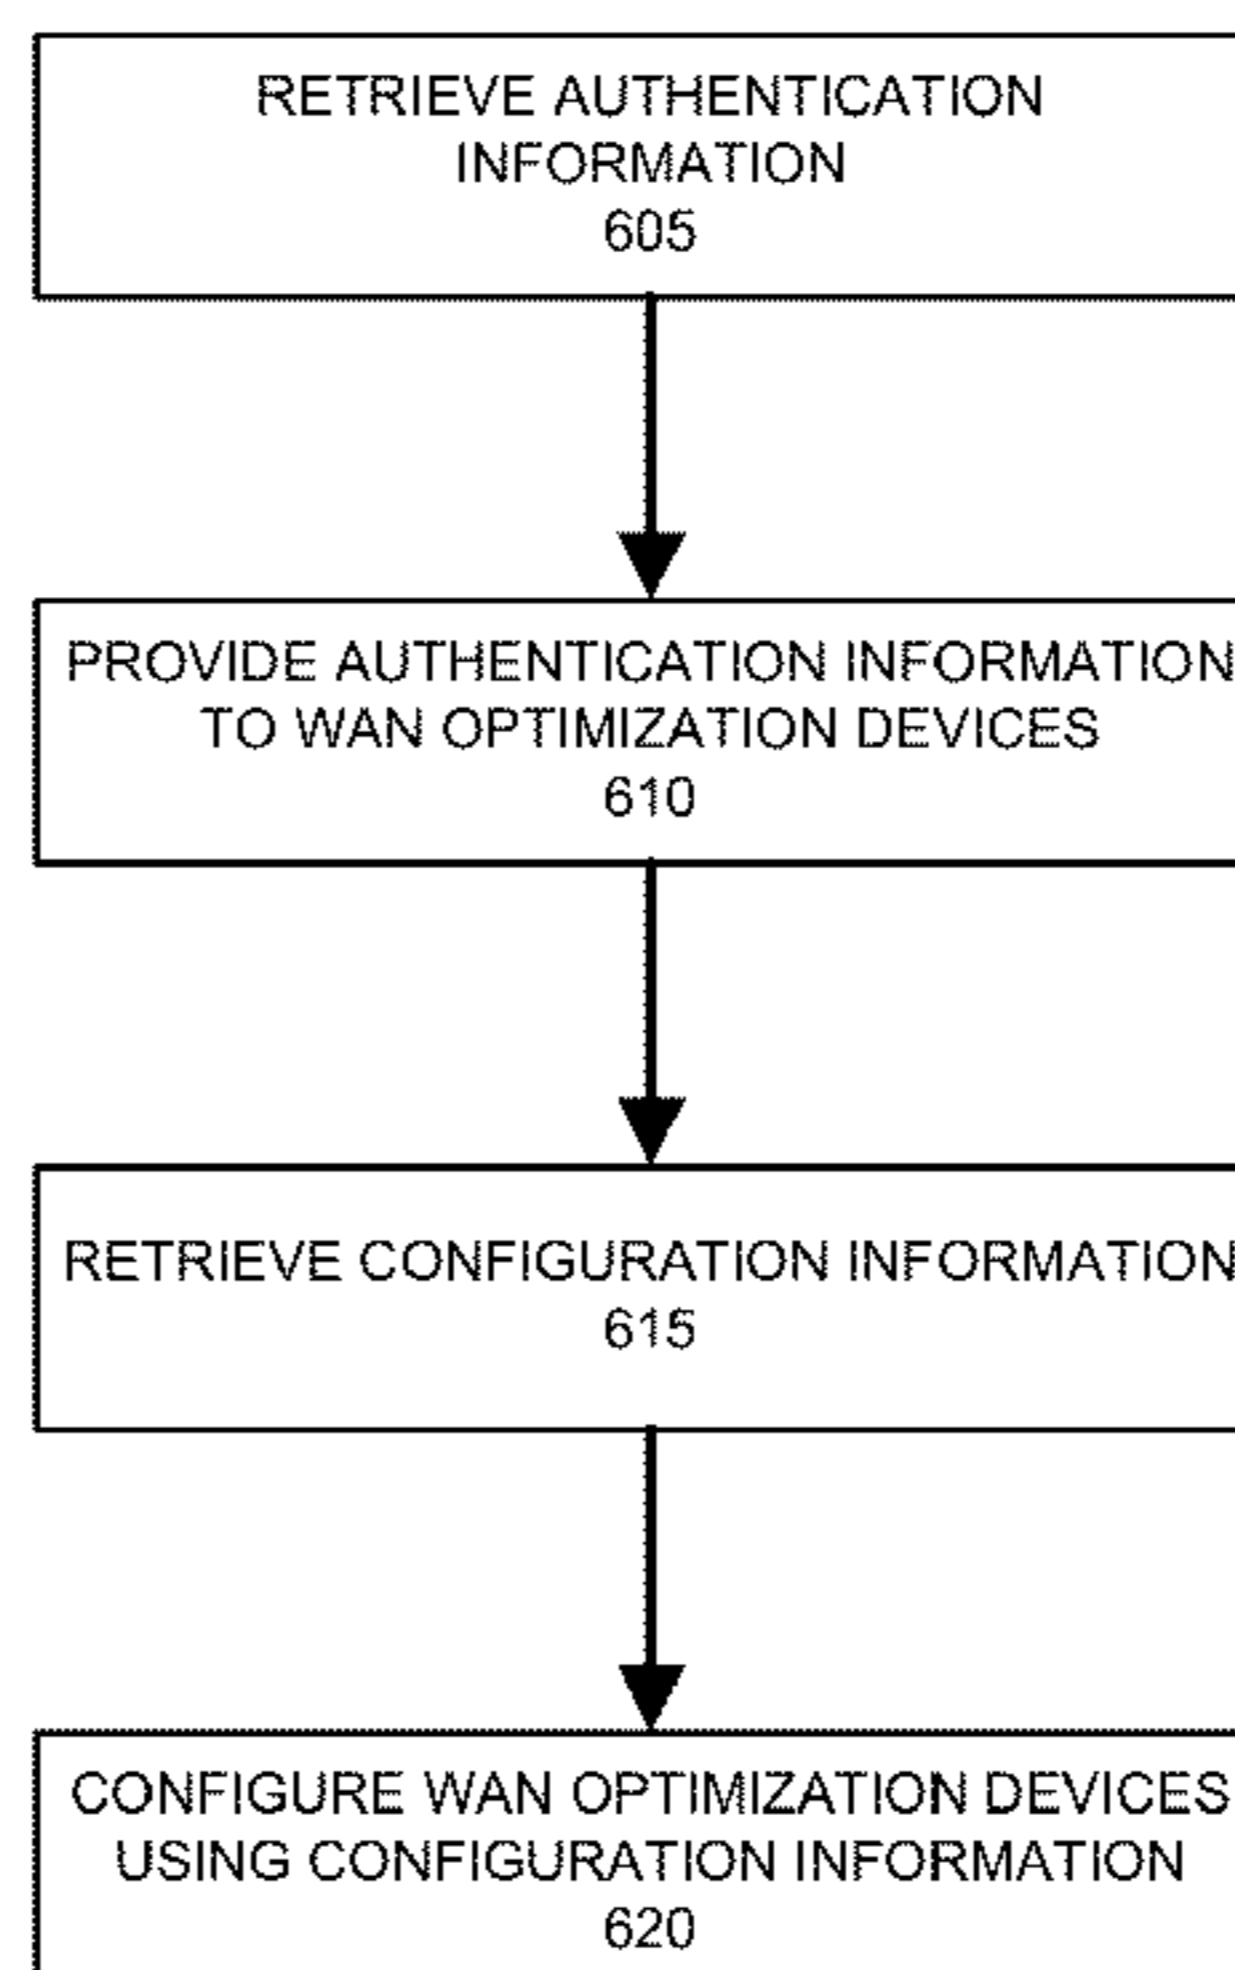 RETRIEVE AUTHENTICATION
INFORMATION
605
PROVIDE AUTHENTICATION INFORMATION
TO WAN OPTIMIZATION DEVICES
610
RETRIEVE CONFIGURATION INFORMATION
615
CONFIGURE WAN OPTIMIZATION DEVICES
USING CONFIGURATION INFORMATION
620